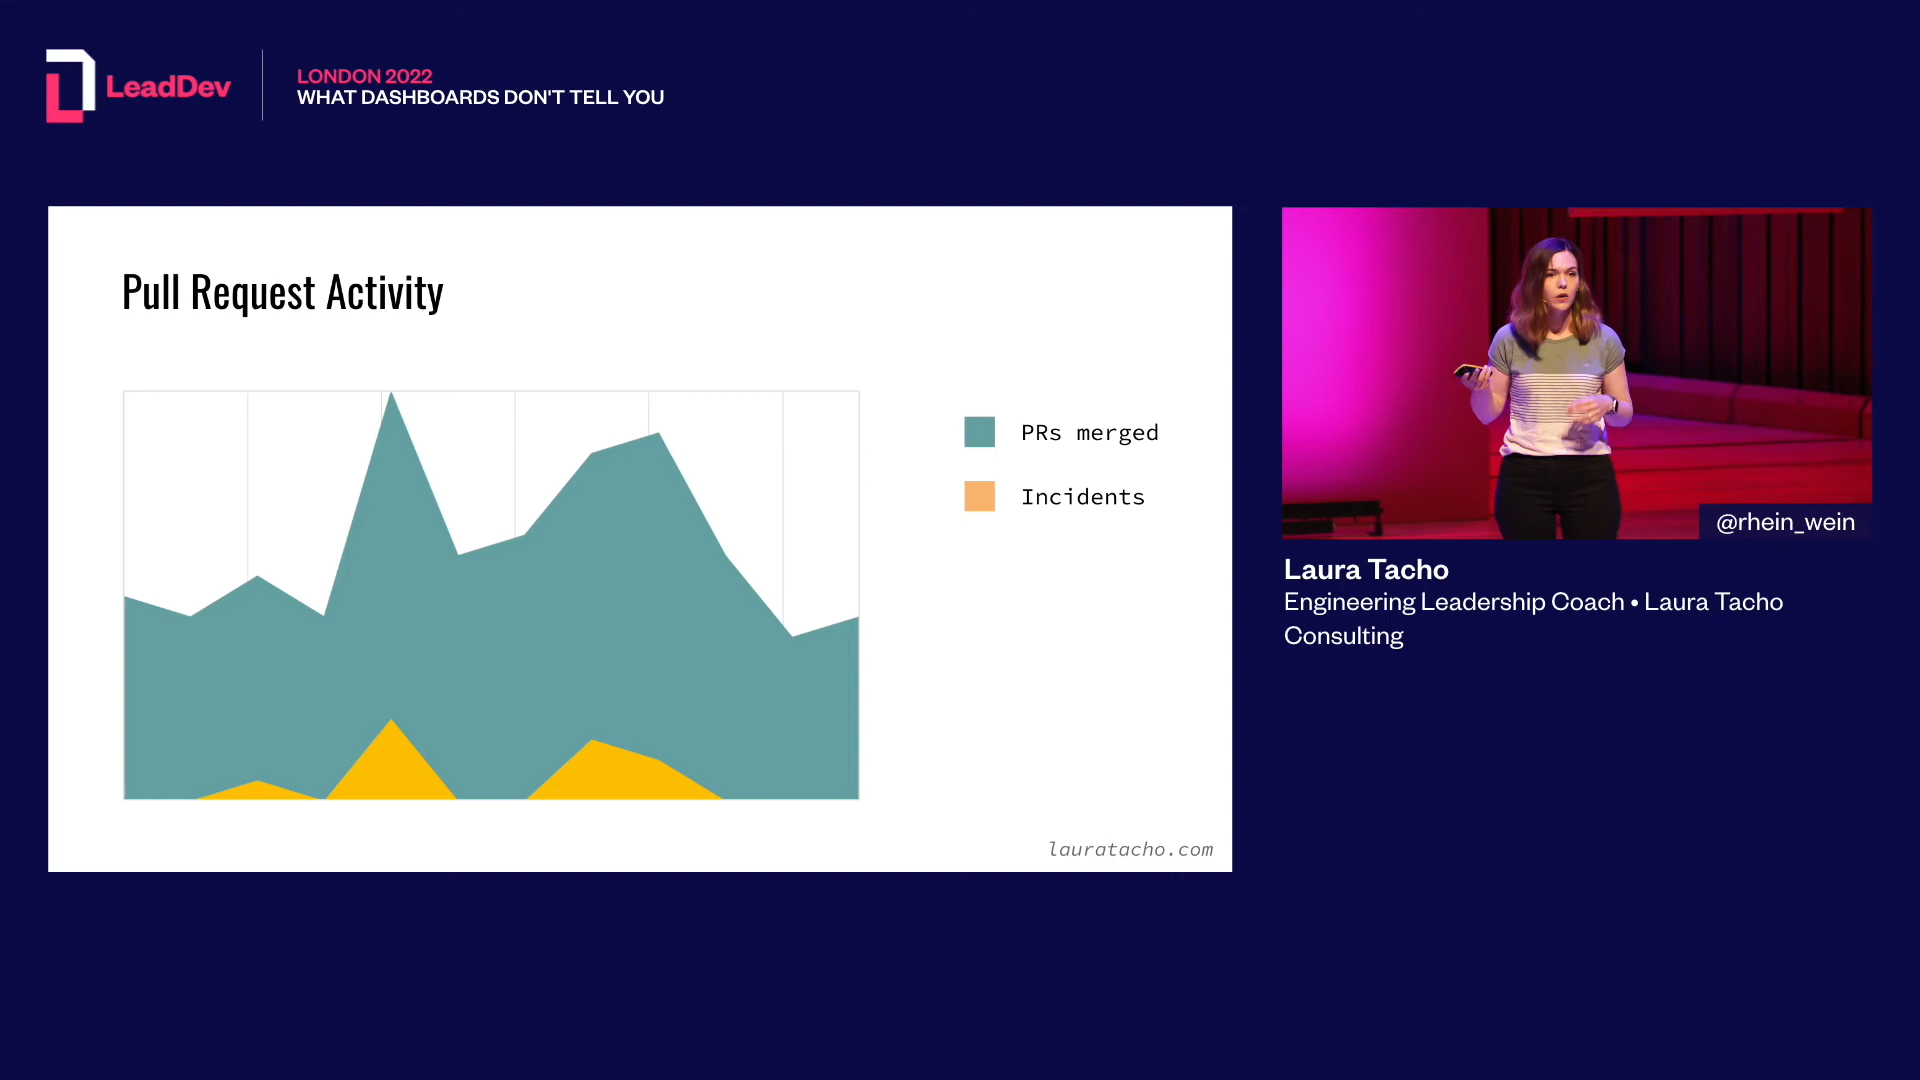 LeadDev
LONDON 2022
WHAT DASHBOARDS DON'T TELL YOU
Pull Request Activity
PRs merged
Incidents
lauratacho.com
@rhein_wein
Laura Tacho
Engineering Leadership Coach • Laura Tacho
Consulting